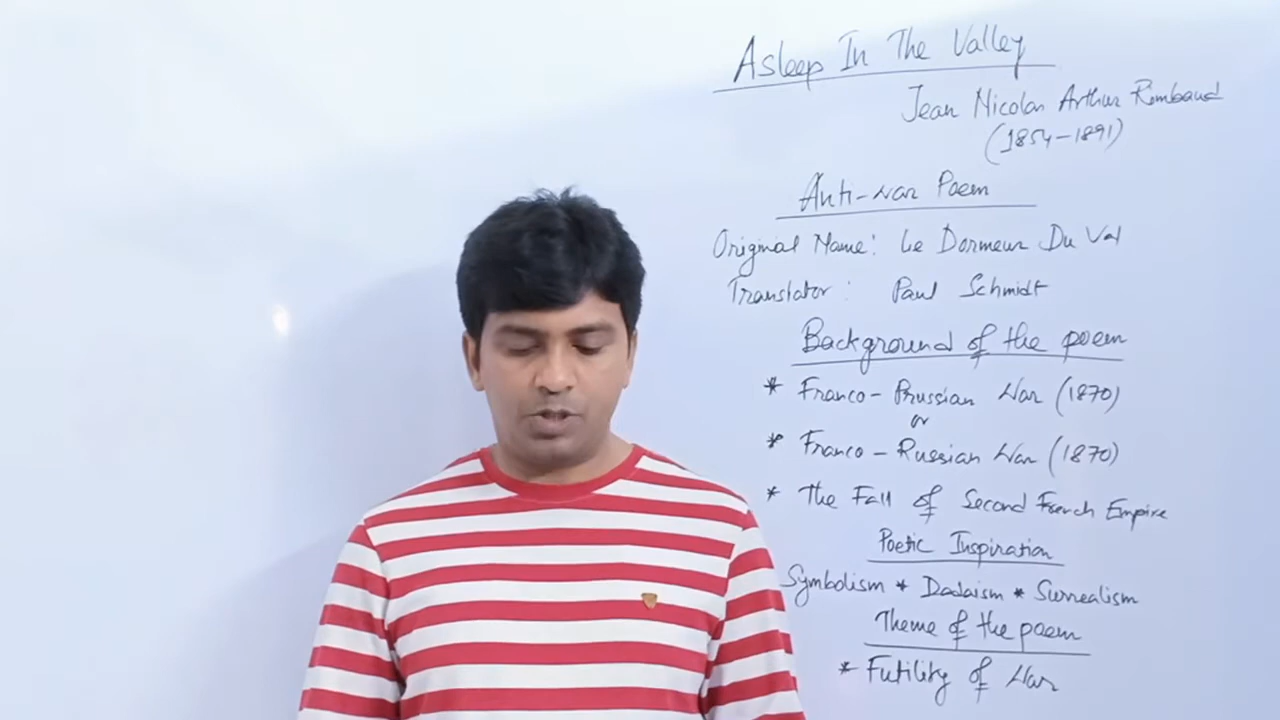 Asleep In The Valley
Jean Nicolas Arthur Rimbaud
(1854-1891)
Anti-war Poem
Original Name: Le Dormeur Du Val
Translator: Paul Schmidt
Background of the poem
* Franco-Prussian War (1870)
or
* Franco-Russian War (1870)
* The Fall of Second French Empire
Poetic Inspiration
Symbolism * Dadaism * Surrealism
Theme of the poem
* Futility of War